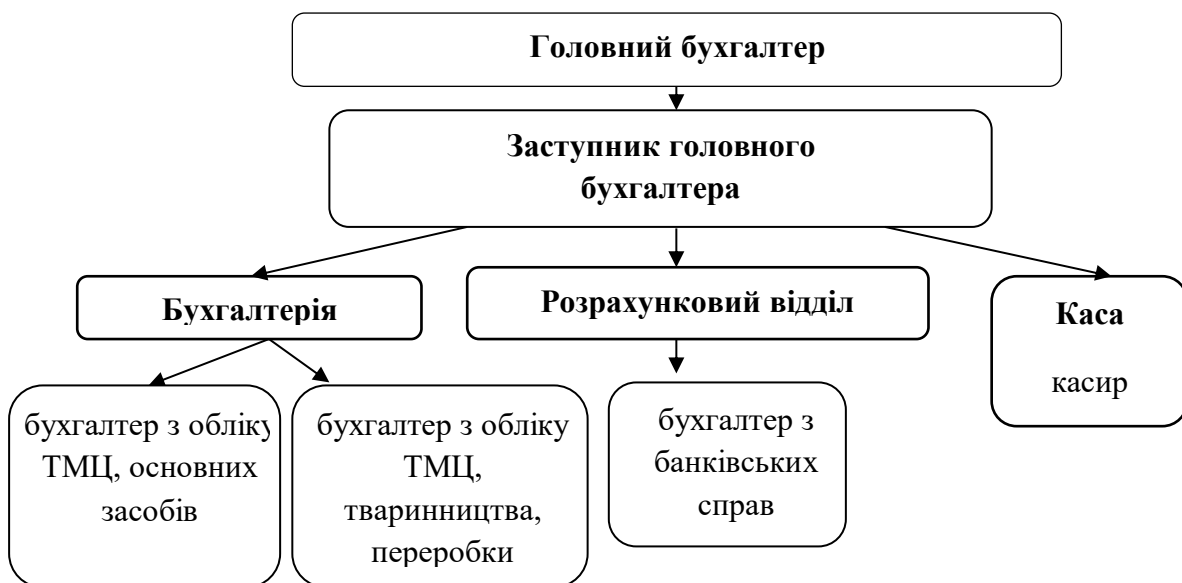 Головний бухгалтер
Заступник головного
бухгалтера
Бухгалтерія
Розрахунковий відділ
Каса
касир
бухгалтер з обліку
ТМЦ, основних
засобів
бухгалтер з обліку
ТМЦ,
тваринництва,
переробки
бухгалтер з
банківських
справ